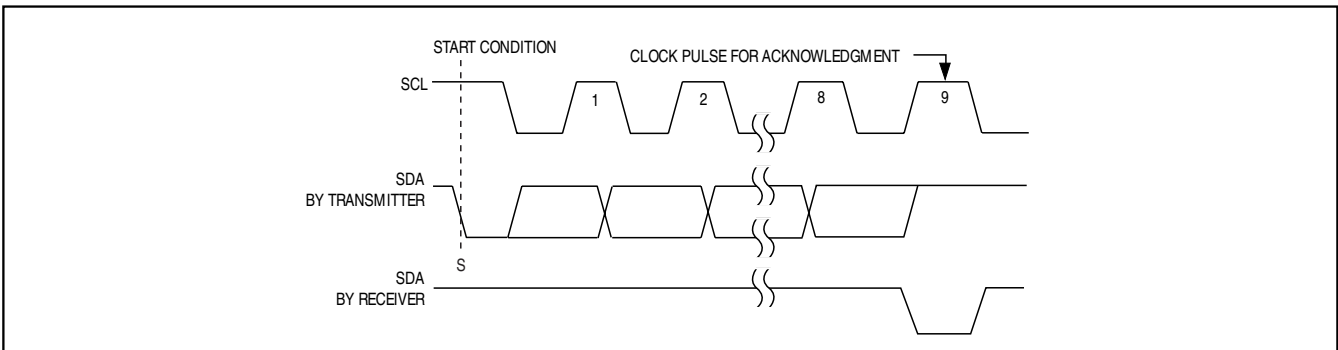 START CONDITION
CLOCK PULSE FOR ACKNOWLEDGMENT
SCL
1
2
8
9
SDA
BY TRANSMITTER
S
SDA
BY RECEIVER